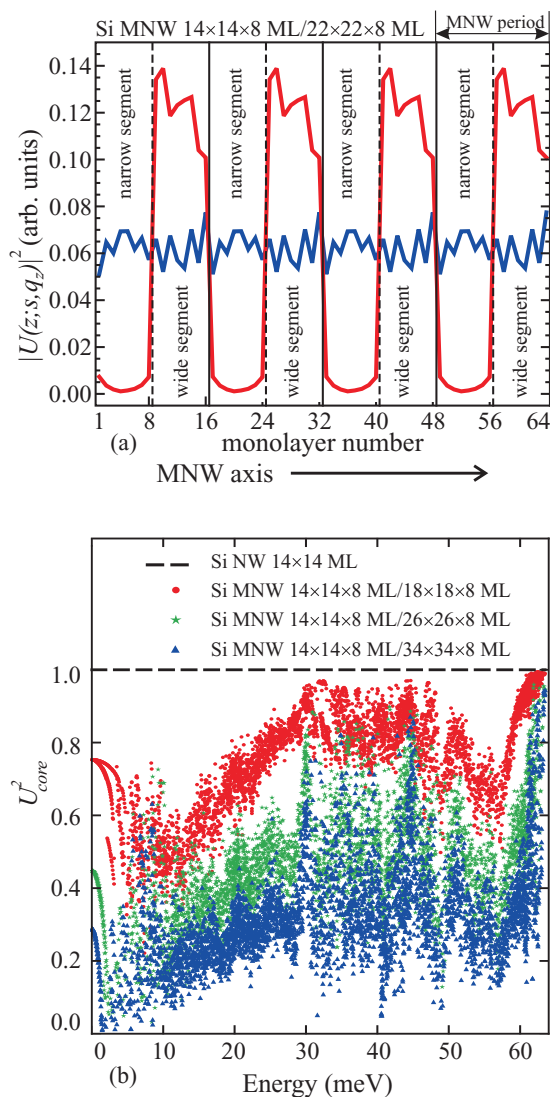 Si MNW 14×14×8 ML/22×22×8 ML
MNW period
|U(z;s,q_z)|² (arb. units)
0.14
0.12
0.10
0.08
0.06
0.04
0.02
0.00
narrow segment
wide segment
narrow segment
wide segment
narrow segment
wide segment
narrow segment
wide segment
1 8 16 24 32 40 48 56 64
(a)
monolayer number
MNW axis
Si NW 14×14 ML
Si MNW 14×14×8 ML/18×18×8 ML
Si MNW 14×14×8 ML/26×26×8 ML
Si MNW 14×14×8 ML/34×34×8 ML
U²core
1.0
0.8
0.6
0.4
0.2
0.0
0 10 20 30 40 50 60
(b)
Energy (meV)